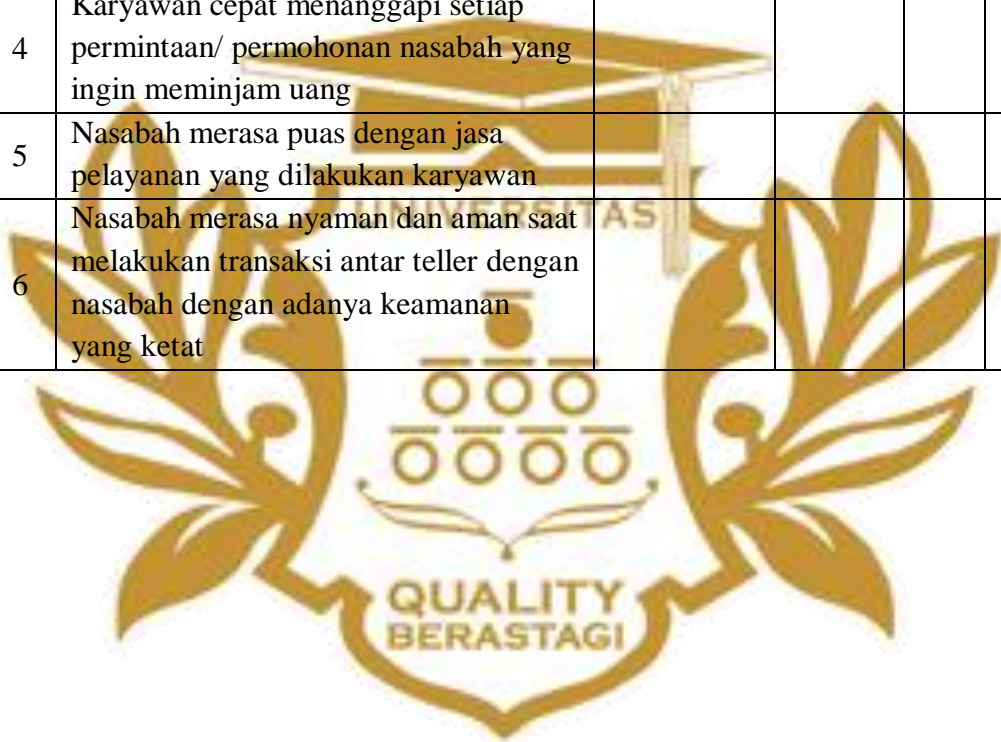 Karyawan cepat menanggapi setiap
4 permintaan/ permohonan nasabah yang
ingin meminjam uang
5 Nasabah merasa puas dengan jasa
pelayanan yang dilakukan karyawan
Nasabah merasa nyaman dan aman saat
melakukan transaksi antar teller dengan
6 nasabah dengan adanya keamanan
yang ketat
UNIVERSITAS
QUALITY
BERASTAGI